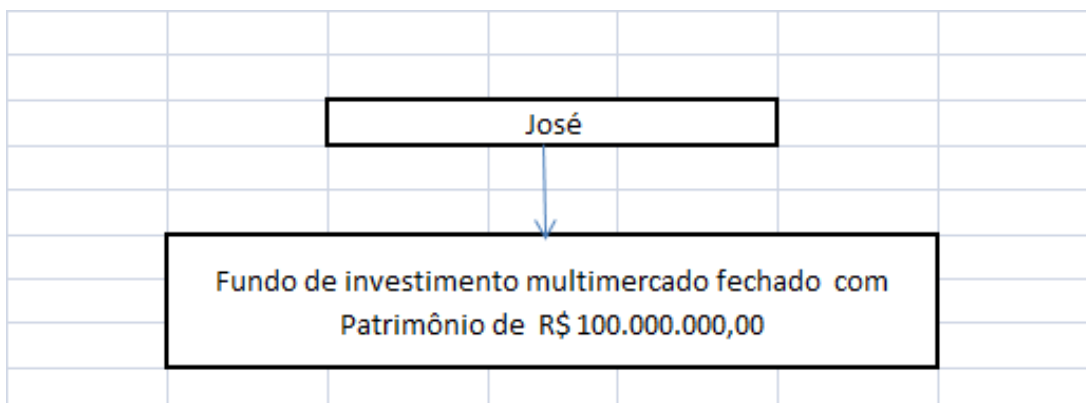 José
Fundo de investimento multimercado fechado com
Patrimônio de R$ 100.000.000,00